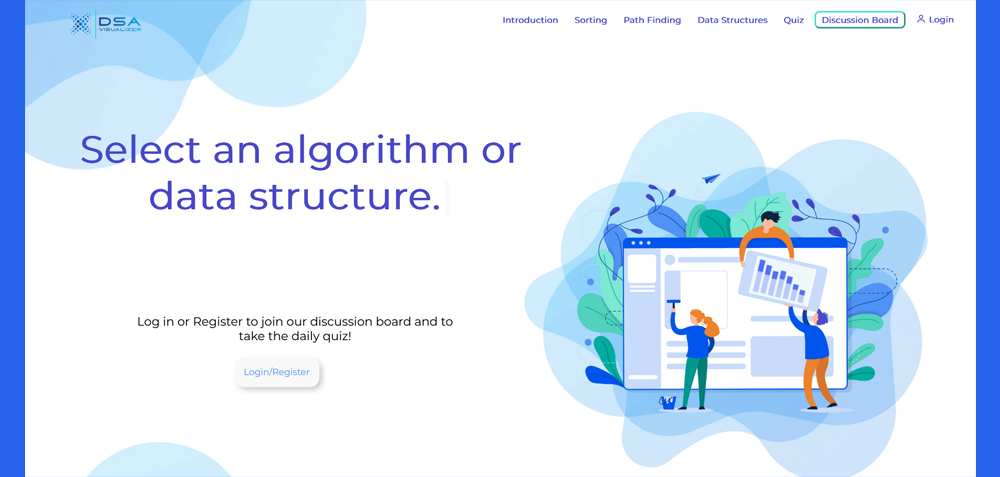 DSA
VISUALIZER
Introduction
Sorting
Path Finding
Data Structures
Quiz
Discussion Board
Login
Select an algorithm or
data structure.
Log in or Register to join our discussion board and to
take the daily quiz!
Login/Register